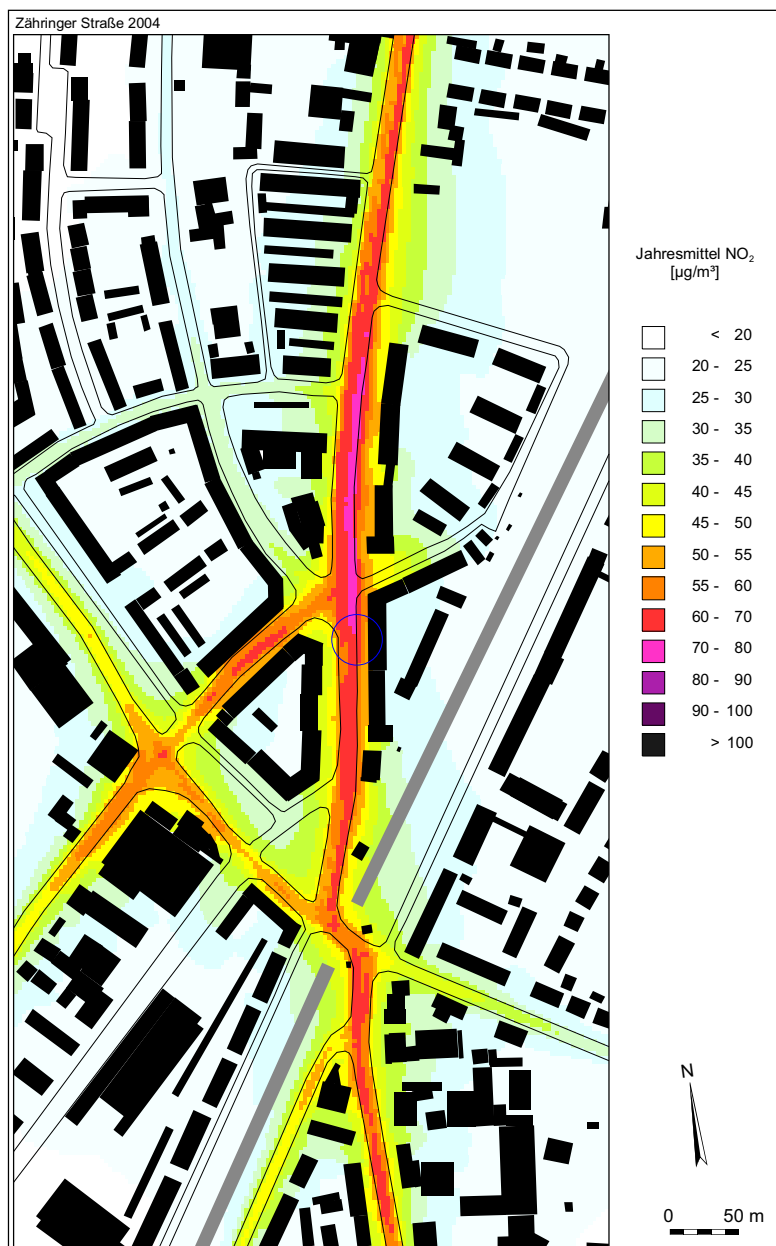 Zähringer Straße 2004
Jahresmittel NO₂
[µg/m³]
< 20
20 - 25
25 - 30
30 - 35
35 - 40
40 - 45
45 - 50
50 - 55
55 - 60
60 - 70
70 - 80
80 - 90
90 - 100
> 100
N
0 50 m